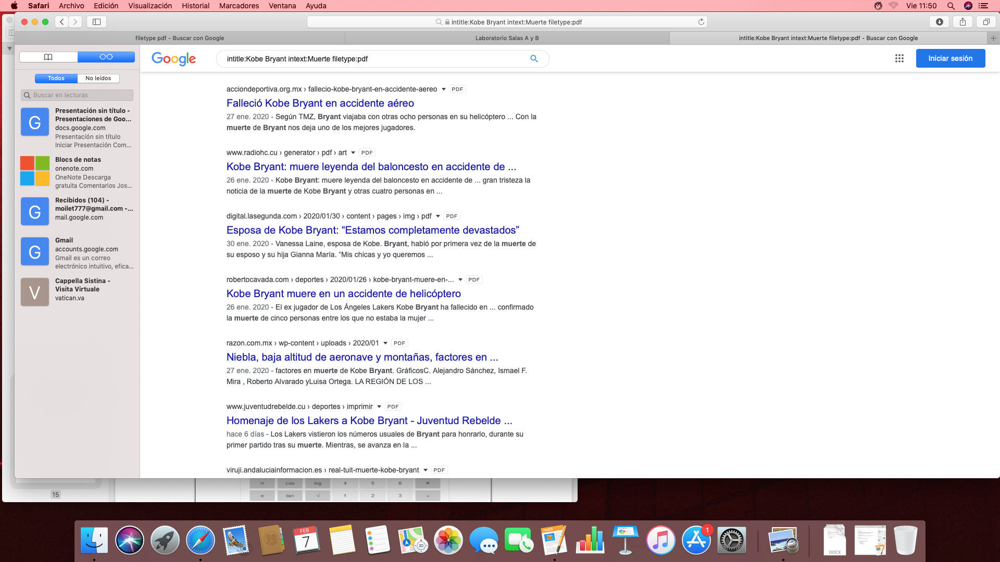 Safari Archivo Edición Visualización Historial Marcadores Ventana Ayuda
Vie 11:50
intitle:Kobe Bryant intext:Muerte filetype:pdf
filetype pdf - Buscar con Google
Laboratorio Salas A y B
intitle:Kobe Bryant intext:Muerte filetype:pdf - Buscar con Google
Todos
No leídos
Buscar en lecturas
G
Presentación sin título -
Presentaciones de Goo...
docs.google.com
Presentación sin título
Iniciar Presentación Com...
Blocs de notas
onenote.com
OneNote Descarga
gratuita Comentarios Jos...
G
Recibidos (104) -
moilet777@gmail.com -...
mail.google.com
G
Gmail
accounts.google.com
Gmail es un correo
electrónico intuitivo, efica...
V
Cappella Sistina -
Visita Virtuale
vatican.va
Google
intitle:Kobe Bryant intext:Muerte filetype:pdf
Iniciar sesión
acciondeportiva.org.mx › fallecio-kobe-bryant-en-accidente-aereo PDF
Falleció Kobe Bryant en accidente aéreo
27 ene. 2020 - Según TMZ, Bryant viajaba con otras ocho personas en su helicóptero ... Con la
muerte de Bryant nos deja uno de los mejores jugadores.
www.radiohc.cu › generator › pdf › art PDF
Kobe Bryant: muere leyenda del baloncesto en accidente de ...
26 ene. 2020 - Kobe Bryant: muere leyenda del baloncesto en accidente de ... gran tristeza la
noticia de la muerte de Kobe Bryant y otras cuatro personas en ...
digital.lasegunda.com › 2020/01/30 › content › pages › img › pdf PDF
Esposa de Kobe Bryant: “Estamos completamente devastados”
30 ene. 2020 - Vanessa Laine, esposa de Kobe. Bryant, habló por primera vez de la muerte de
su esposo y su hija Gianna María. “Mis chicas y yo queremos ...
robertocavada.com › deportes › 2020/01/26 › kobe-bryant-muere-en-... PDF
Kobe Bryant muere en un accidente de helicóptero
26 ene. 2020 - El ex jugador de Los Ángeles Lakers Kobe Bryant ha fallecido en ... confirmado
la muerte de cinco personas entre los que no estaba la mujer ...
razon.com.mx › wp-content › uploads › 2020/01 PDF
Niebla, baja altitud de aeronave y montañas, factores en ...
27 ene. 2020 - factores en muerte de Kobe Bryant. GráficosC. Alejandro Sánchez, Ismael F.
Mira , Roberto Alvarado yLuisa Ortega. LA REGIÓN DE LOS ...
www.juventudrebelde.cu › deportes › imprimir PDF
Homenaje de los Lakers a Kobe Bryant - Juventud Rebelde ...
hace 6 días - Los Lakers vistieron los números usuales de Bryant para honrarlo, durante su
primer partido tras su muerte. Mientras, se avanza en la ...
viruji.andaluciainformacion.es › real-tuit-muerte-kobe-bryant PDF
π cos log 4 5 6 ×
e tan √ 1 2 3 −
15
FEB
7
3D
PAGES
1
DOCX